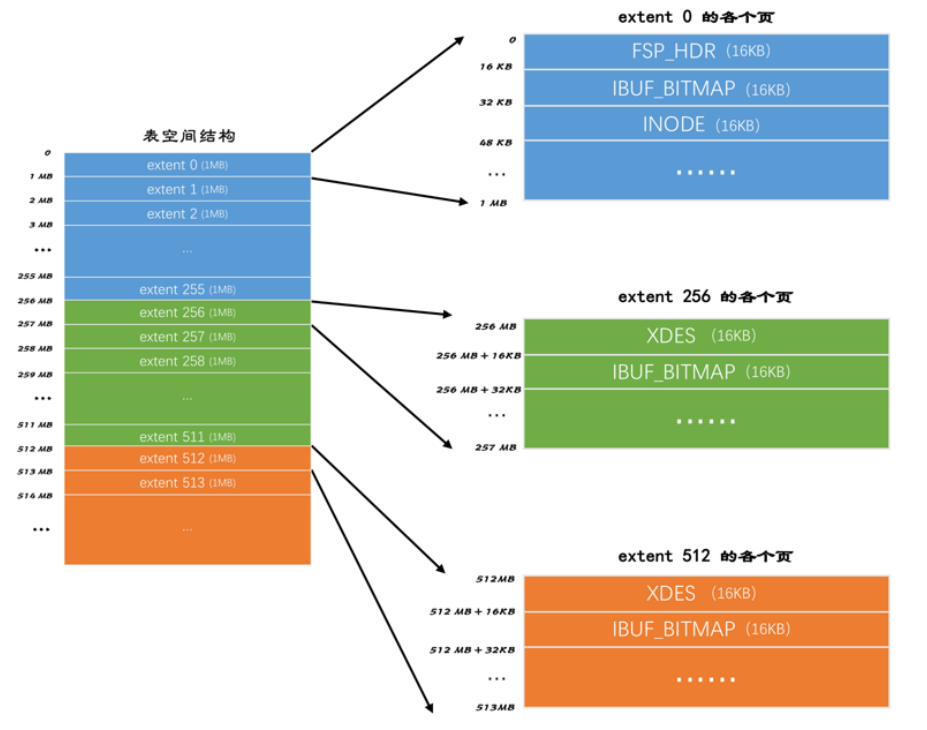 表空间结构
0
extent 0 (1MB)
1 MB
extent 1 (1MB)
2 MB
extent 2 (1MB)
3 MB
...
...
255 MB
extent 255 (1MB)
256 MB
extent 256 (1MB)
257 MB
extent 257 (1MB)
258 MB
extent 258 (1MB)
259 MB
...
...
511 MB
extent 511 (1MB)
512 MB
extent 512 (1MB)
513 MB
extent 513 (1MB)
514 MB
...
...
extent 0 的各个页
0
FSP_HDR (16KB)
16 KB
IBUF_BITMAP (16KB)
32 KB
INODE (16KB)
48 KB
...
......
1 MB
extent 256 的各个页
256 MB
XDES (16KB)
256 MB + 16KB
IBUF_BITMAP (16KB)
256 MB + 32KB
...
......
257 MB
extent 512 的各个页
512MB
XDES (16KB)
512 MB + 16KB
IBUF_BITMAP (16KB)
512 MB + 32KB
...
......
513MB